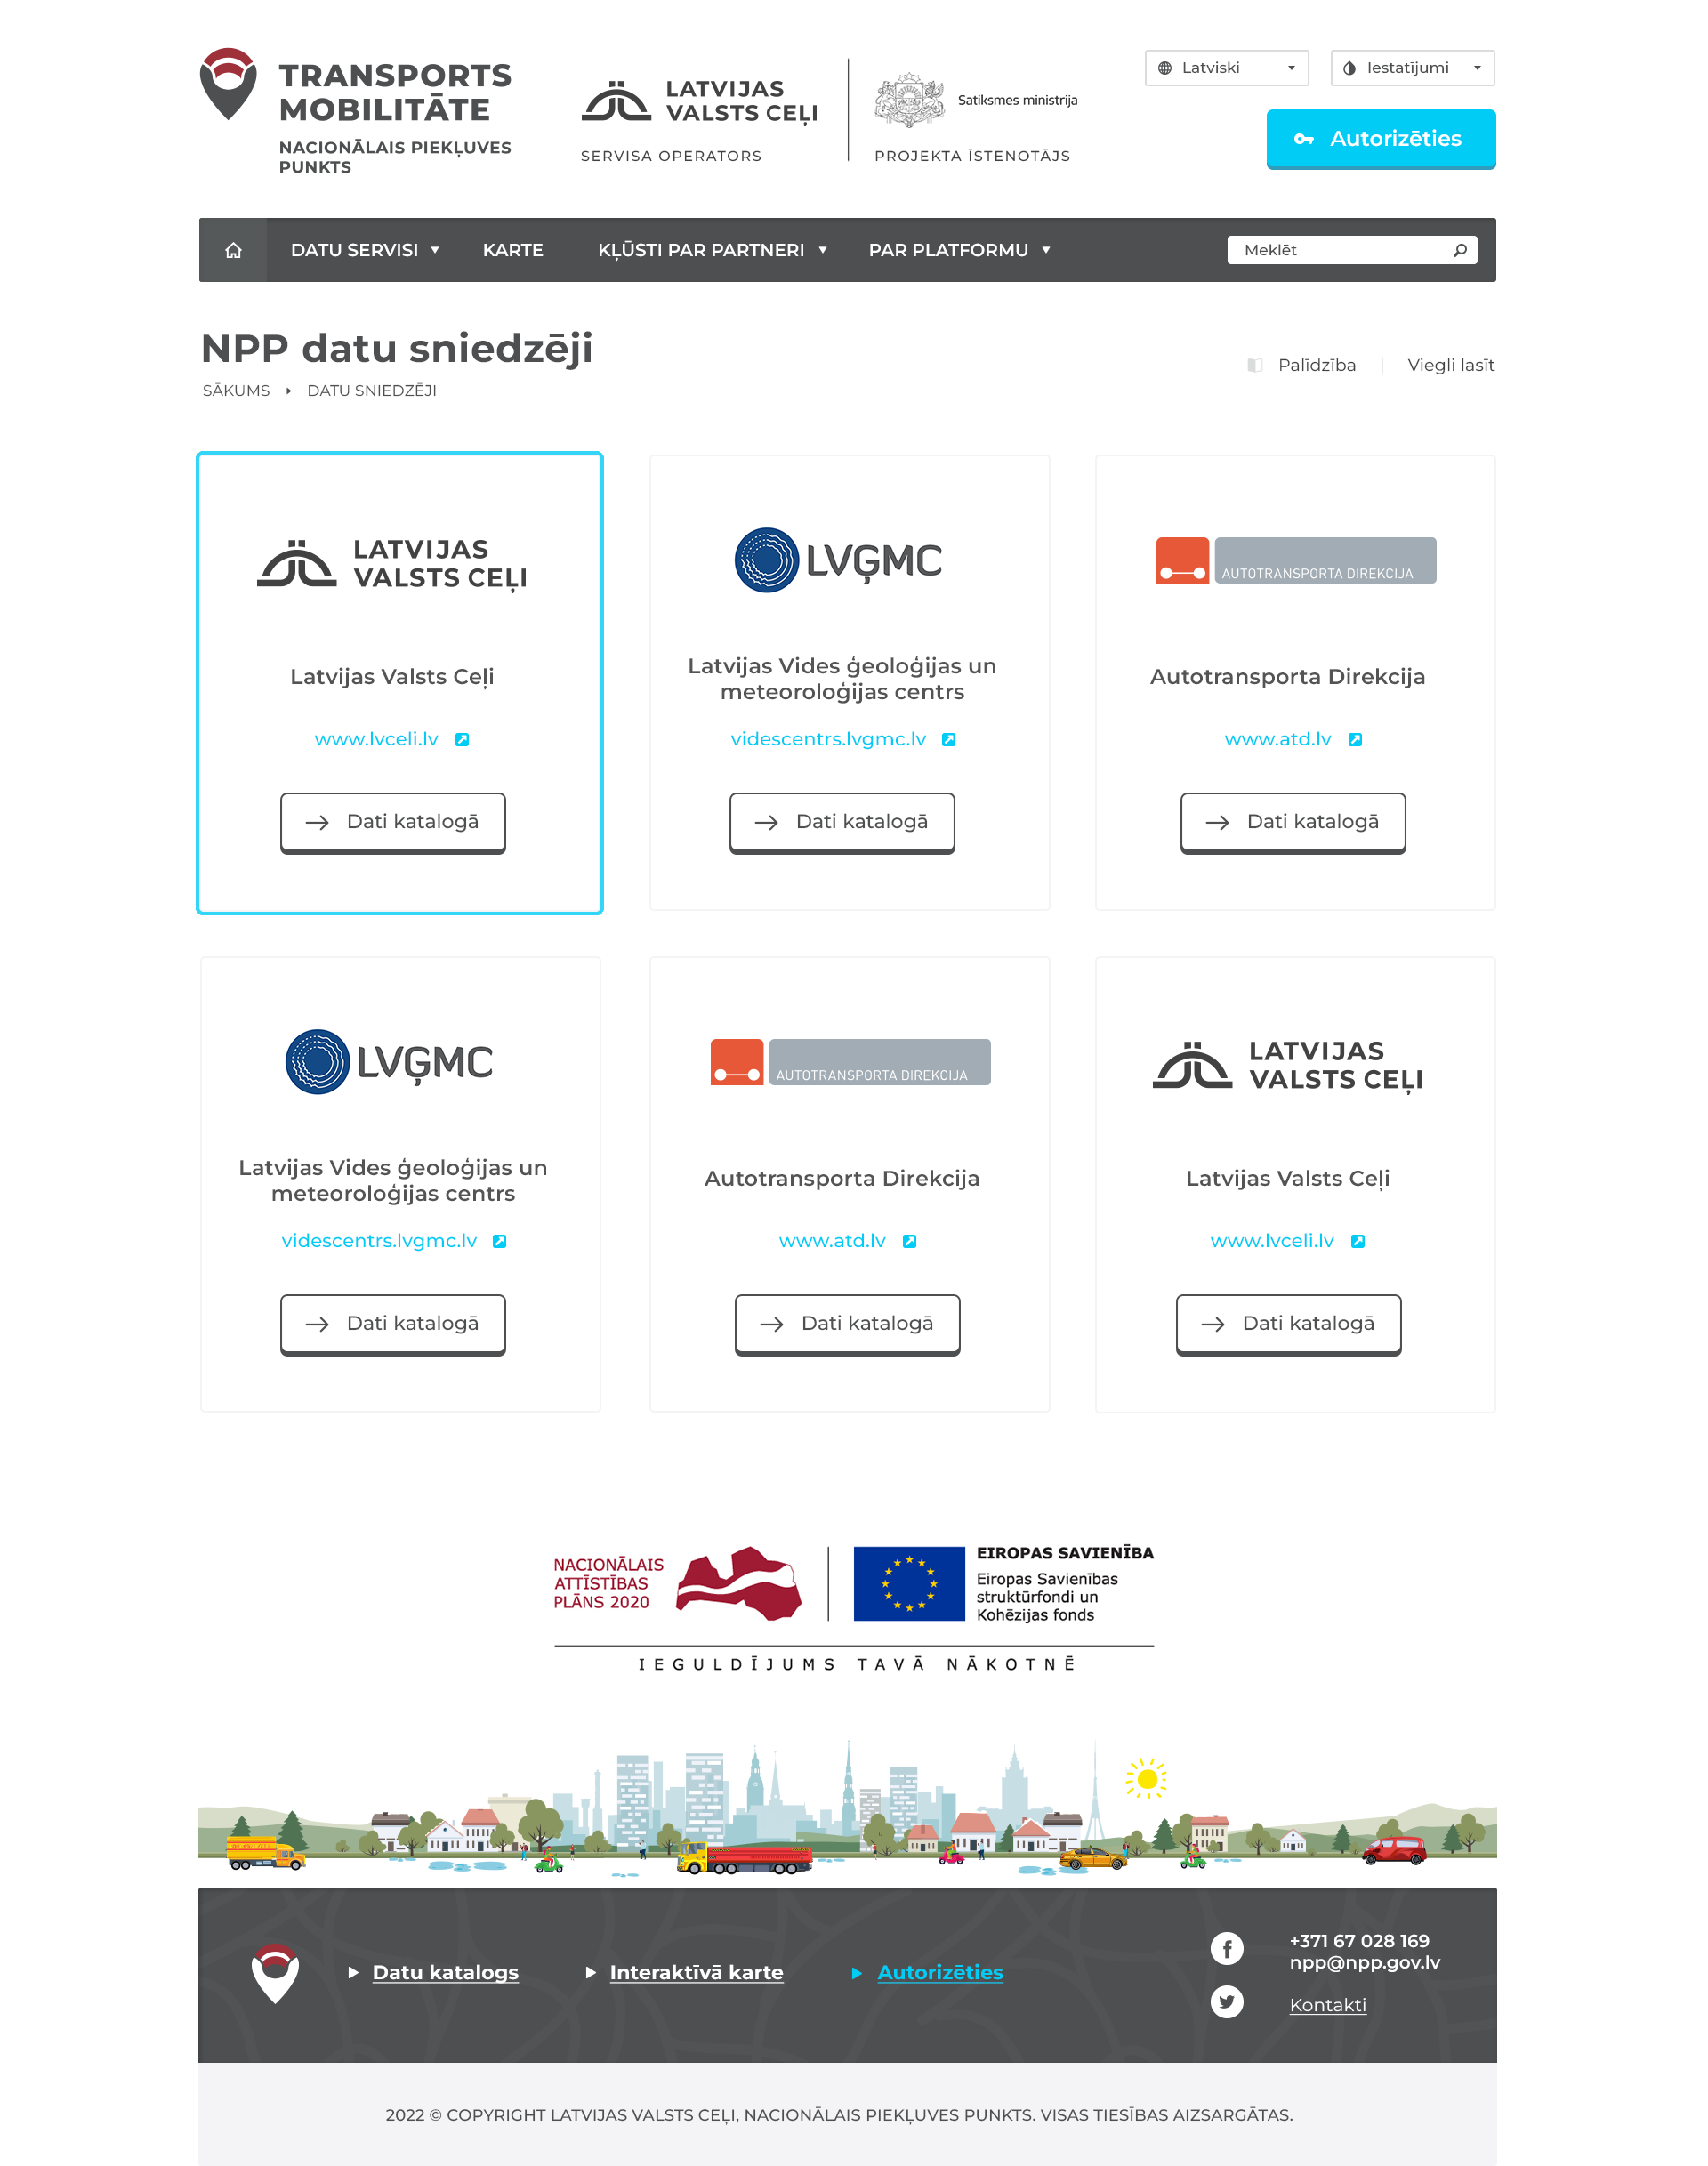 TRANSPORTS
MOBILITĀTE
NACIONĀLAIS PIEKĻUVES
PUNKTS
LATVIJAS
VALSTS CEĻI
SERVISA OPERATORS
Satiksmes ministrija
PROJEKTA ĪSTENOTĀJS
Latviski
Iestatījumi
Autorizēties
DATU SERVISI
KARTE
KĻŪSTI PAR PARTNERI
PAR PLATFORMU
Meklēt
NPP datu sniedzēji
SĀKUMS
DATU SNIEDZĒJI
Palīdzība
Viegli lasīt
LATVIJAS
VALSTS CEĻI
Latvijas Valsts Ceļi
www.lvceli.lv
Dati katalogā
LVĢMC
Latvijas Vides ģeoloģijas un
meteoroloģijas centrs
videscentrs.lvgmc.lv
Dati katalogā
AUTOTRANSPORTA DIREKCIJA
Autotransporta Direkcija
www.atd.lv
Dati katalogā
LVĢMC
Latvijas Vides ģeoloģijas un
meteoroloģijas centrs
videscentrs.lvgmc.lv
Dati katalogā
AUTOTRANSPORTA DIREKCIJA
Autotransporta Direkcija
www.atd.lv
Dati katalogā
LATVIJAS
VALSTS CEĻI
Latvijas Valsts Ceļi
www.lvceli.lv
Dati katalogā
NACIONĀLAIS
ATTĪSTĪBAS
PLĀNS 2020
EIROPAS SAVIENĪBA
Eiropas Savienības
struktūrfondi un
Kohēzijas fonds
IEGULDĪJUMS TAVĀ NĀKOTNĒ
Datu katalogs
Interaktīvā karte
Autorizēties
+371 67 028 169
npp@npp.gov.lv
Kontakti
2022 © COPYRIGHT LATVIJAS VALSTS CEĻI, NACIONĀLAIS PIEKĻUVES PUNKTS. VISAS TIESĪBAS AIZSARGĀTAS.